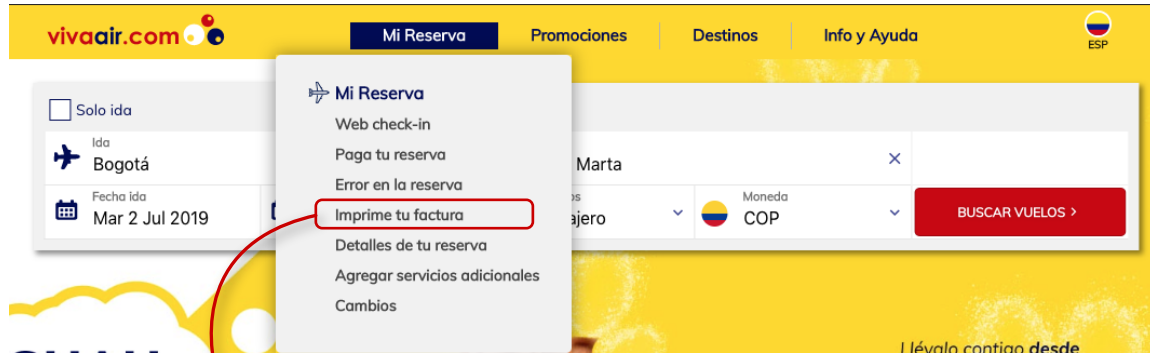 vivaair.com
Mi Reserva
Promociones
Destinos
Info y Ayuda
ESP
Mi Reserva
Web check-in
Paga tu reserva
Error en la reserva
Imprime tu factura
Detalles de tu reserva
Agregar servicios adicionales
Cambios
Solo ida
Ida
Bogotá
Marta
Fecha ida
Mar 2 Jul 2019
Moneda
COP
BUSCAR VUELOS >
Llévalo contigo desde